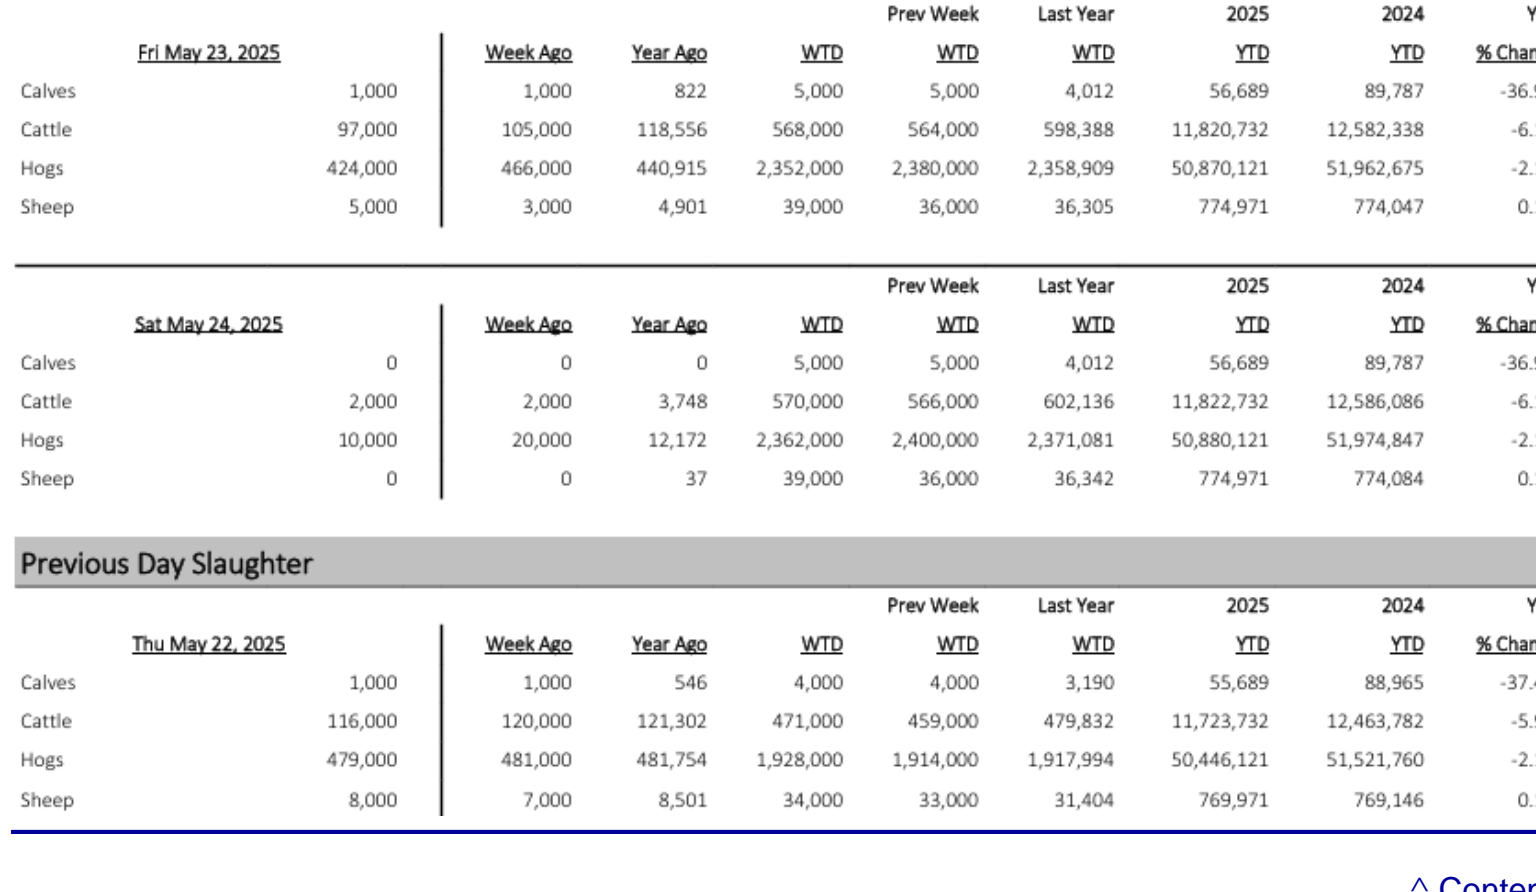 Prev Week Last Year 2025 2024
Fri May 23, 2025 Week Ago Year Ago WTD WTD WTD YTD YTD
Calves 1,000 1,000 822 5,000 5,000 4,012 56,689 89,787 -36.
Cattle 97,000 105,000 118,556 568,000 564,000 598,388 11,820,732 12,582,338 -6.
Hogs 424,000 466,000 440,915 2,352,000 2,380,000 2,358,909 50,870,121 51,962,675 -2.
Sheep 5,000 3,000 4,901 39,000 36,000 36,305 774,971 774,047 0.
Prev Week Last Year 2025 2024
Sat May 24, 2025 Week Ago Year Ago WTD WTD WTD YTD YTD
Calves 0 0 0 5,000 5,000 4,012 56,689 89,787 -36.
Cattle 2,000 2,000 3,748 570,000 566,000 602,136 11,822,732 12,586,086 -6.
Hogs 10,000 20,000 12,172 2,362,000 2,400,000 2,371,081 50,880,121 51,974,847 -2.
Sheep 0 0 37 39,000 36,000 36,342 774,971 774,084 0.
Previous Day Slaughter
Prev Week Last Year 2025 2024
Thu May 22, 2025 Week Ago Year Ago WTD WTD WTD YTD YTD
Calves 1,000 1,000 546 4,000 4,000 3,190 55,689 88,965 -37.
Cattle 116,000 120,000 121,302 471,000 459,000 479,832 11,723,732 12,463,782 -5.
Hogs 479,000 481,000 481,754 1,928,000 1,914,000 1,917,994 50,446,121 51,521,760 -2.
Sheep 8,000 7,000 8,501 34,000 33,000 31,404 769,971 769,146 0.